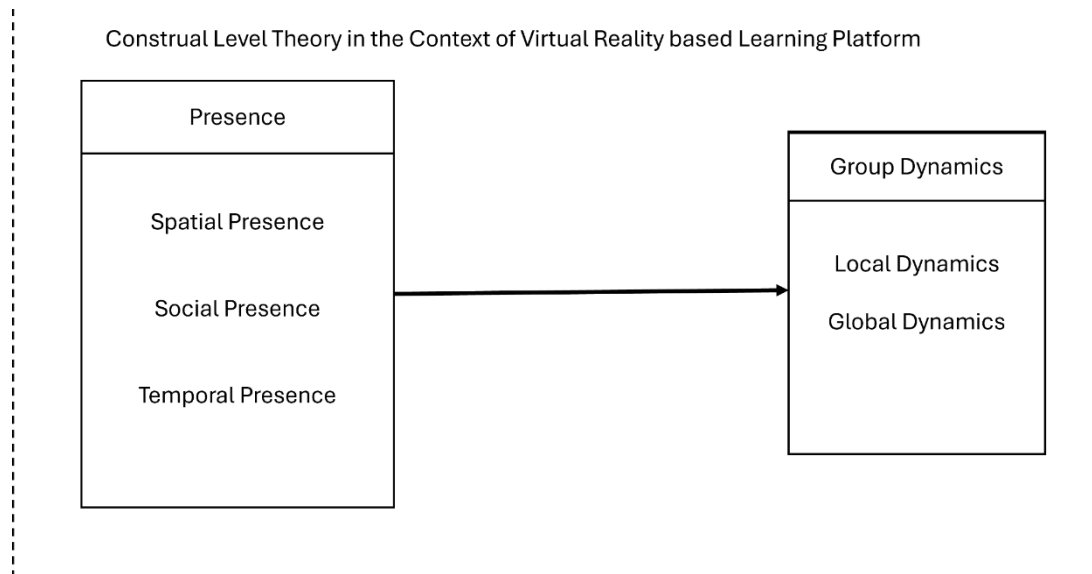 Construal Level Theory in the Context of Virtual Reality based Learning Platform
Presence
Spatial Presence
Social Presence
Temporal Presence
Group Dynamics
Local Dynamics
Global Dynamics